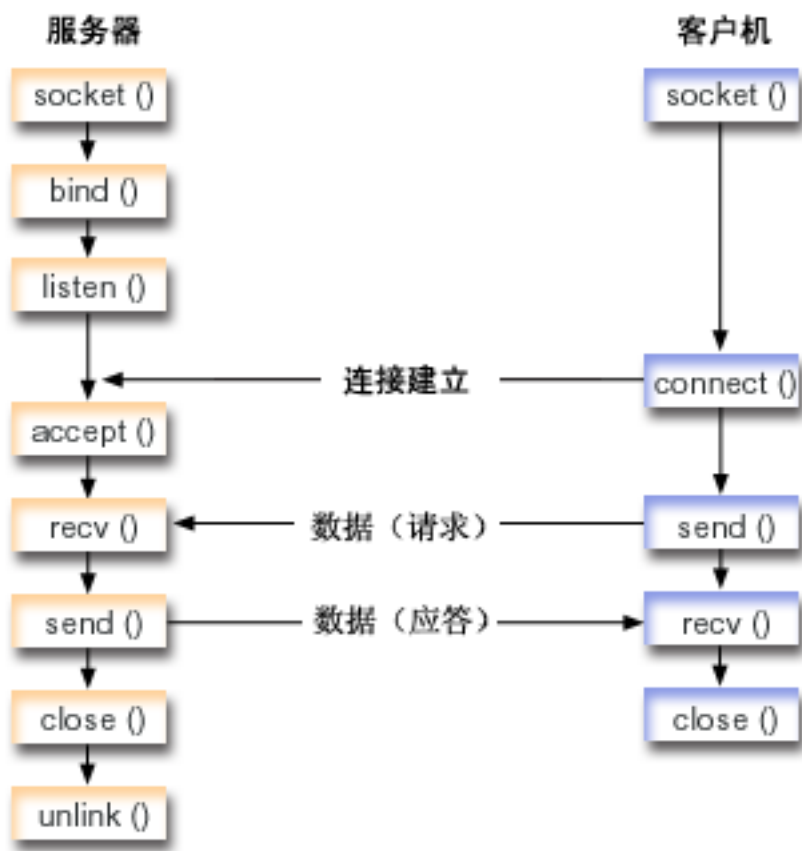 服务器 客户机
socket () socket ()
bind ()
listen ()
连接建立 connect ()
accept ()
recv () 数据（请求） send ()
send () 数据（应答） recv ()
close () close ()
unlink ()